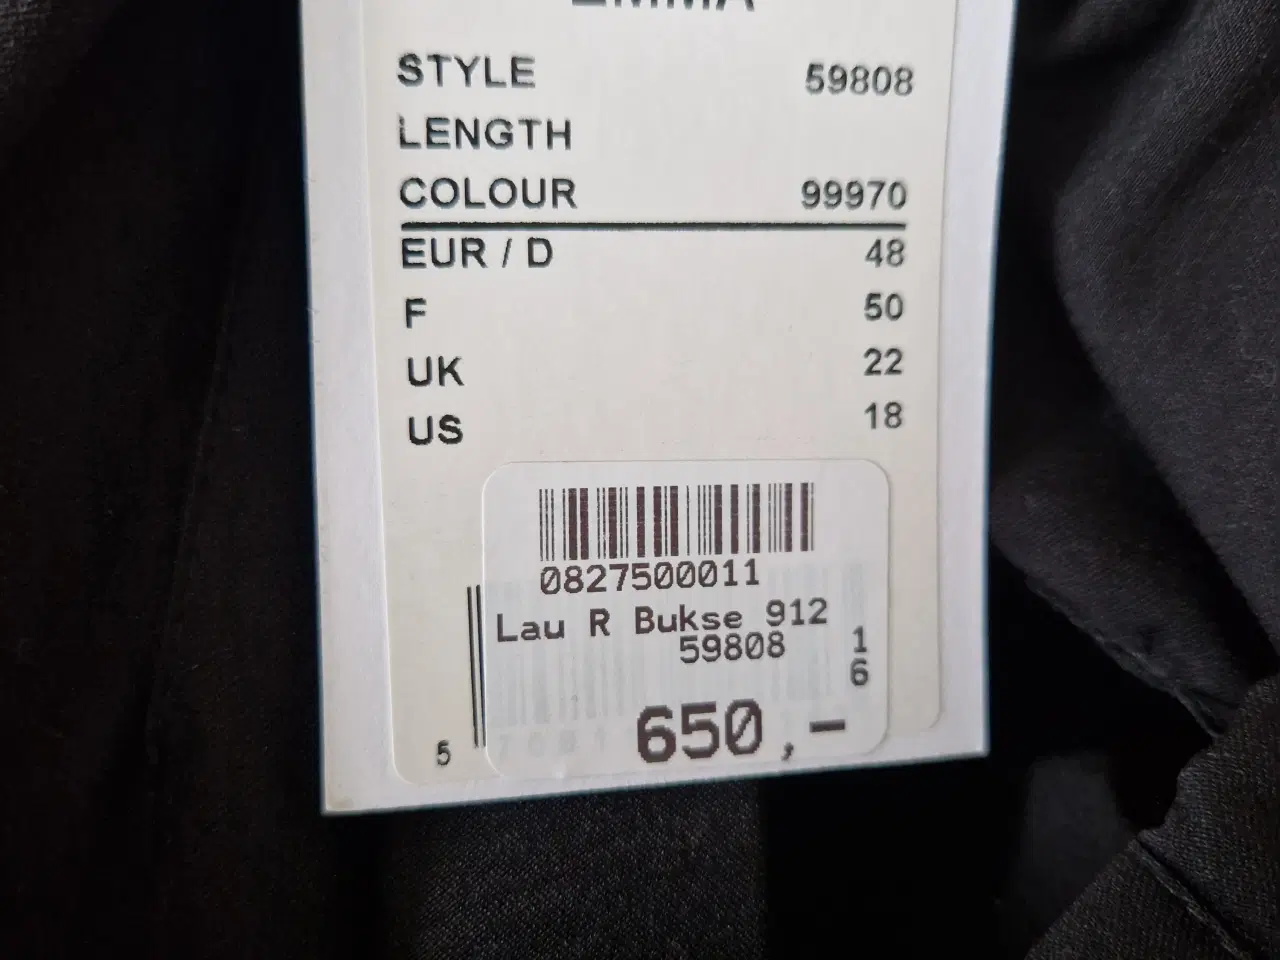 EMMA
STYLE 59808
LENGTH
COLOUR 99970
EUR / D 48
F 50
UK 22
US 18
0827500011
Lau R Bukse 912
59808 1
6
650,-
5